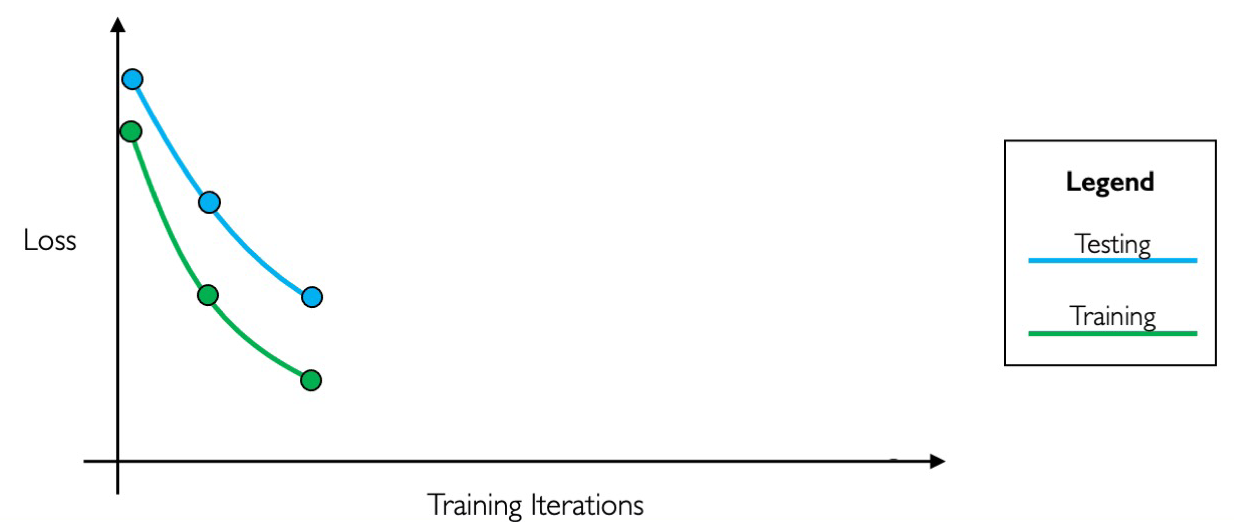 Loss
Training Iterations
Legend
Testing
Training